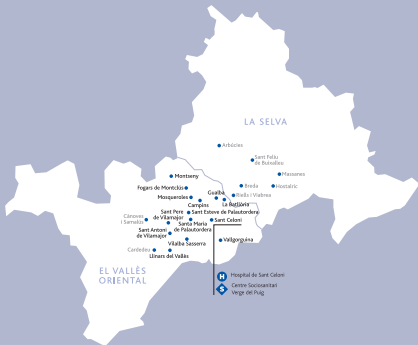 LA SELVA
Arbúcies
Sant Feliu
de Buixalleu
Massanes
Montseny
Fogars de Montclús
Breda
Hostalric
Mosqueroles
Gualba
Riells i Viabrea
Campins
La Batllòria
Sant Pere
de Vilamajor
Sant Esteve de Palautordera
Cànoves
i Samalús
Santa Maria
de Palautordera
Sant Celoni
Sant Antoni
de Vilamajor
Vilalba Sasserra
Vallgorguina
Cardedeu
Llinars del Vallès
EL VALLÈS
ORIENTAL
H
Hospital de Sant Celoni
S
Centre Sociosanitari
Verge del Puig